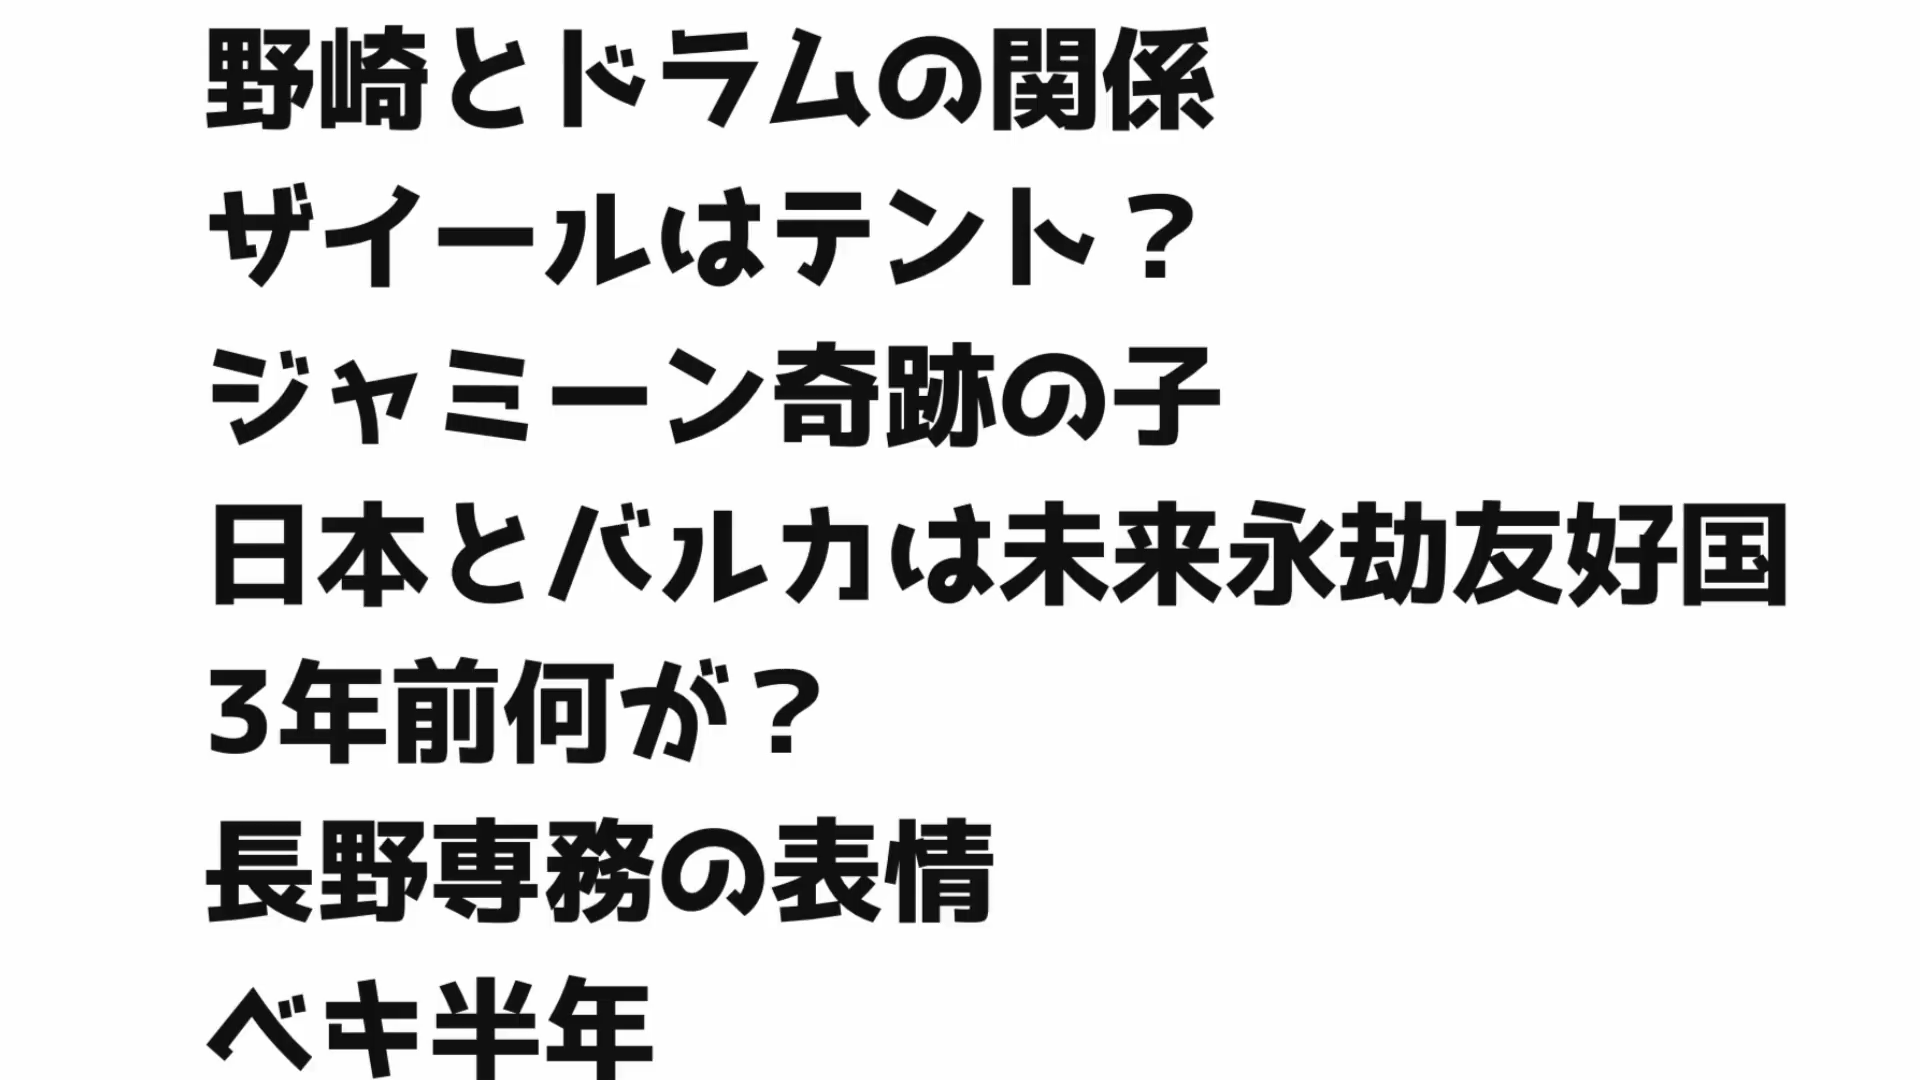 野崎とドラムの関係
ザイールはテント？
ジャミーン奇跡の子
日本とバルカは未来永劫友好国
3年前何が？
長野専務の表情
ベキ半年